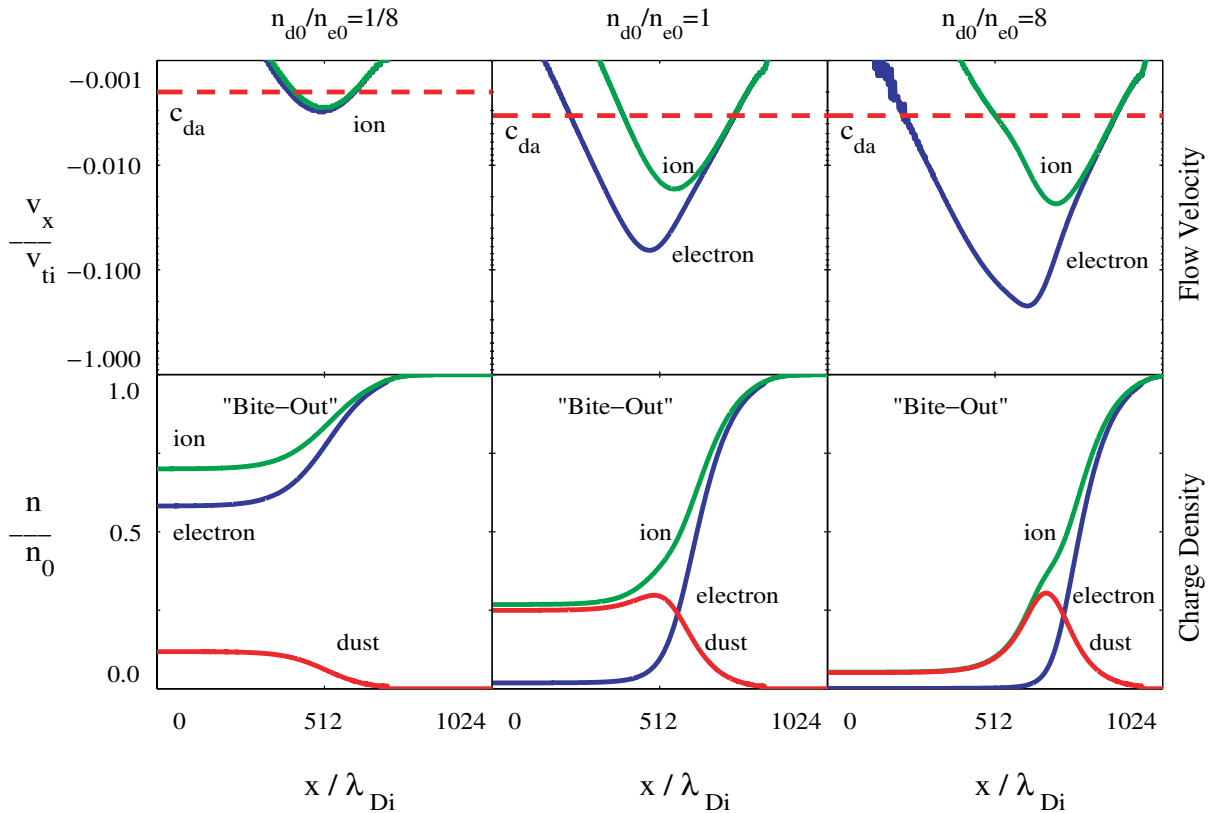 n_d0/n_e0=1/8
n_d0/n_e0=1
n_d0/n_e0=8
−0.001
−0.010
−0.100
−1.000
v_x
v_ti
c_da
ion
c_da
ion
electron
c_da
ion
electron
Flow Velocity
1.0
0.5
0.0
n
n_0
"Bite−Out"
ion
electron
dust
"Bite−Out"
ion
electron
dust
"Bite−Out"
ion
electron
dust
Charge Density
0 512 1024
0 512 1024
0 512 1024
x / λ_Di
x / λ_Di
x / λ_Di